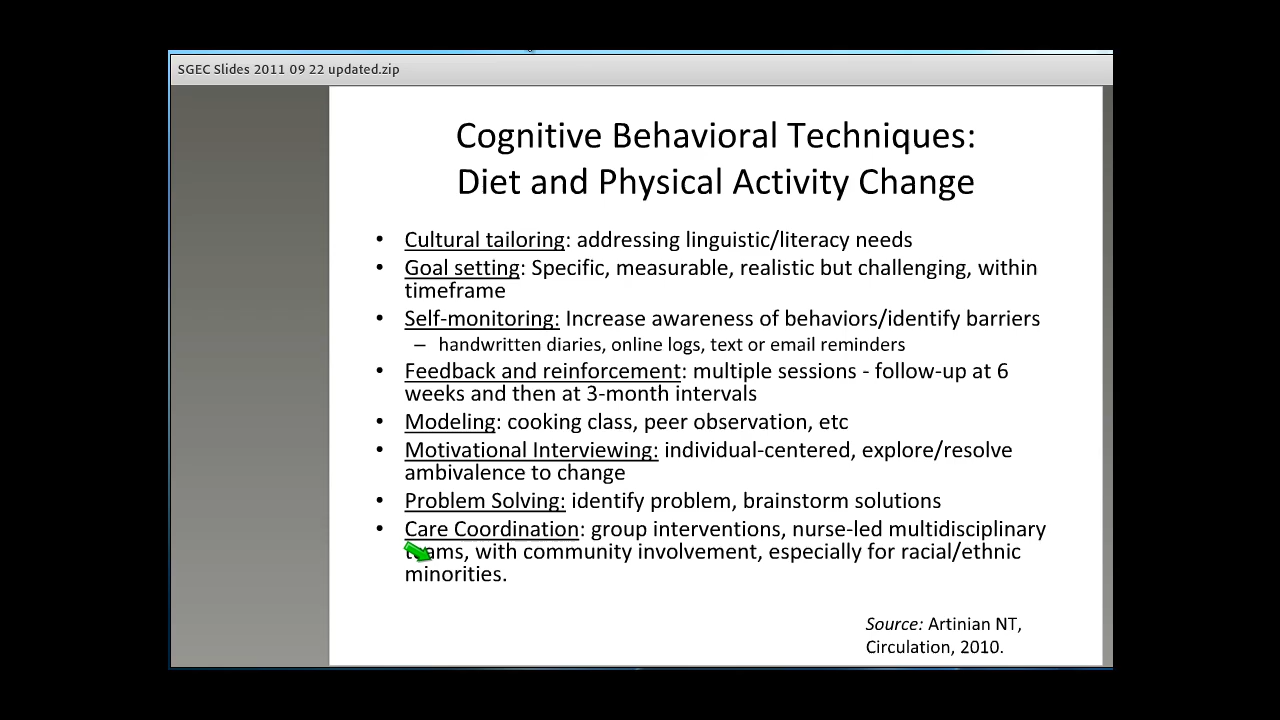 SGEC Slides 2011 09 22 updated.zip
Cognitive Behavioral Techniques:
Diet and Physical Activity Change
• Cultural tailoring: addressing linguistic/literacy needs
• Goal setting: Specific, measurable, realistic but challenging, within
timeframe
• Self-monitoring: Increase awareness of behaviors/identify barriers
– handwritten diaries, online logs, text or email reminders
• Feedback and reinforcement: multiple sessions - follow-up at 6
weeks and then at 3-month intervals
• Modeling: cooking class, peer observation, etc
• Motivational Interviewing: individual-centered, explore/resolve
ambivalence to change
• Problem Solving: identify problem, brainstorm solutions
• Care Coordination: group interventions, nurse-led multidisciplinary
teams, with community involvement, especially for racial/ethnic
minorities.
Source: Artinian NT,
Circulation, 2010.